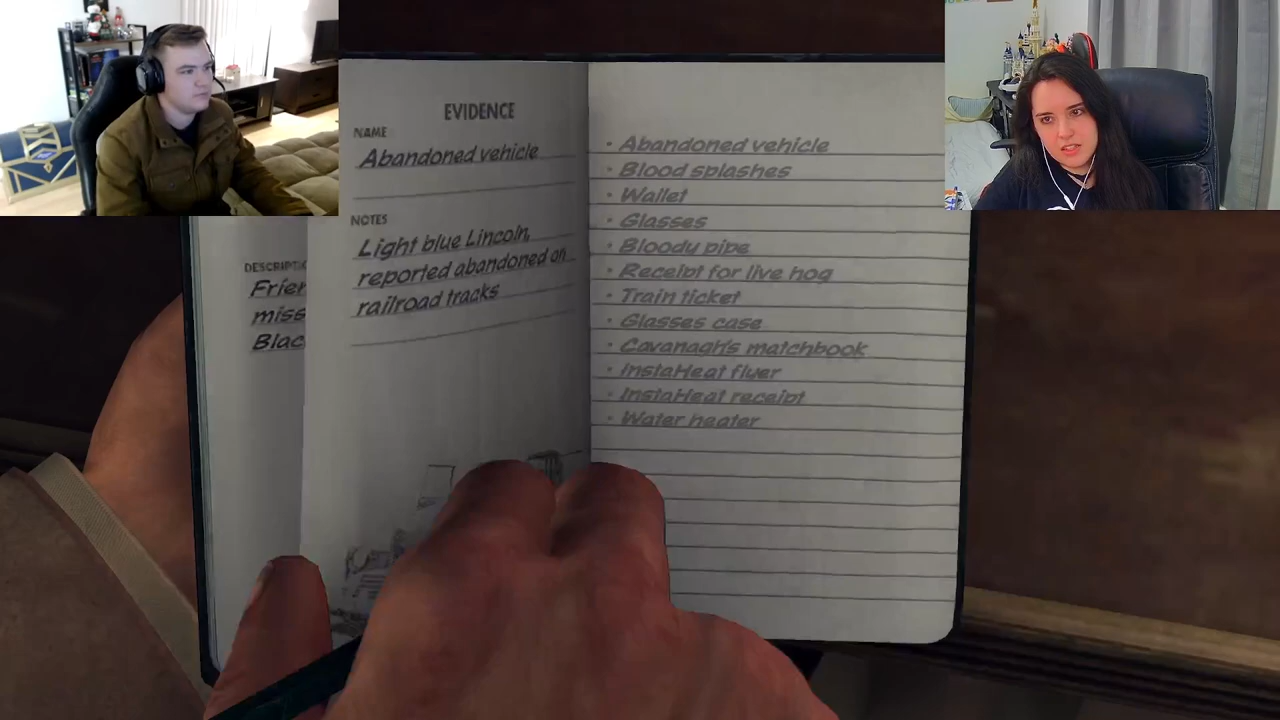 EVIDENCE
NAME
Abandoned vehicle
NOTES
Light blue Lincoln,
reported abandoned on
railroad tracks
DESCRIPTIO
Frien
miss
Blac
· Abandoned vehicle
· Blood splashes
· Wallet
· Glasses
· Bloody pipe
· Receipt for live hog
· Train ticket
· Glasses case
· Cavanagh's matchbook
· InstaHeat flyer
· InstaHeat receipt
· Water heater